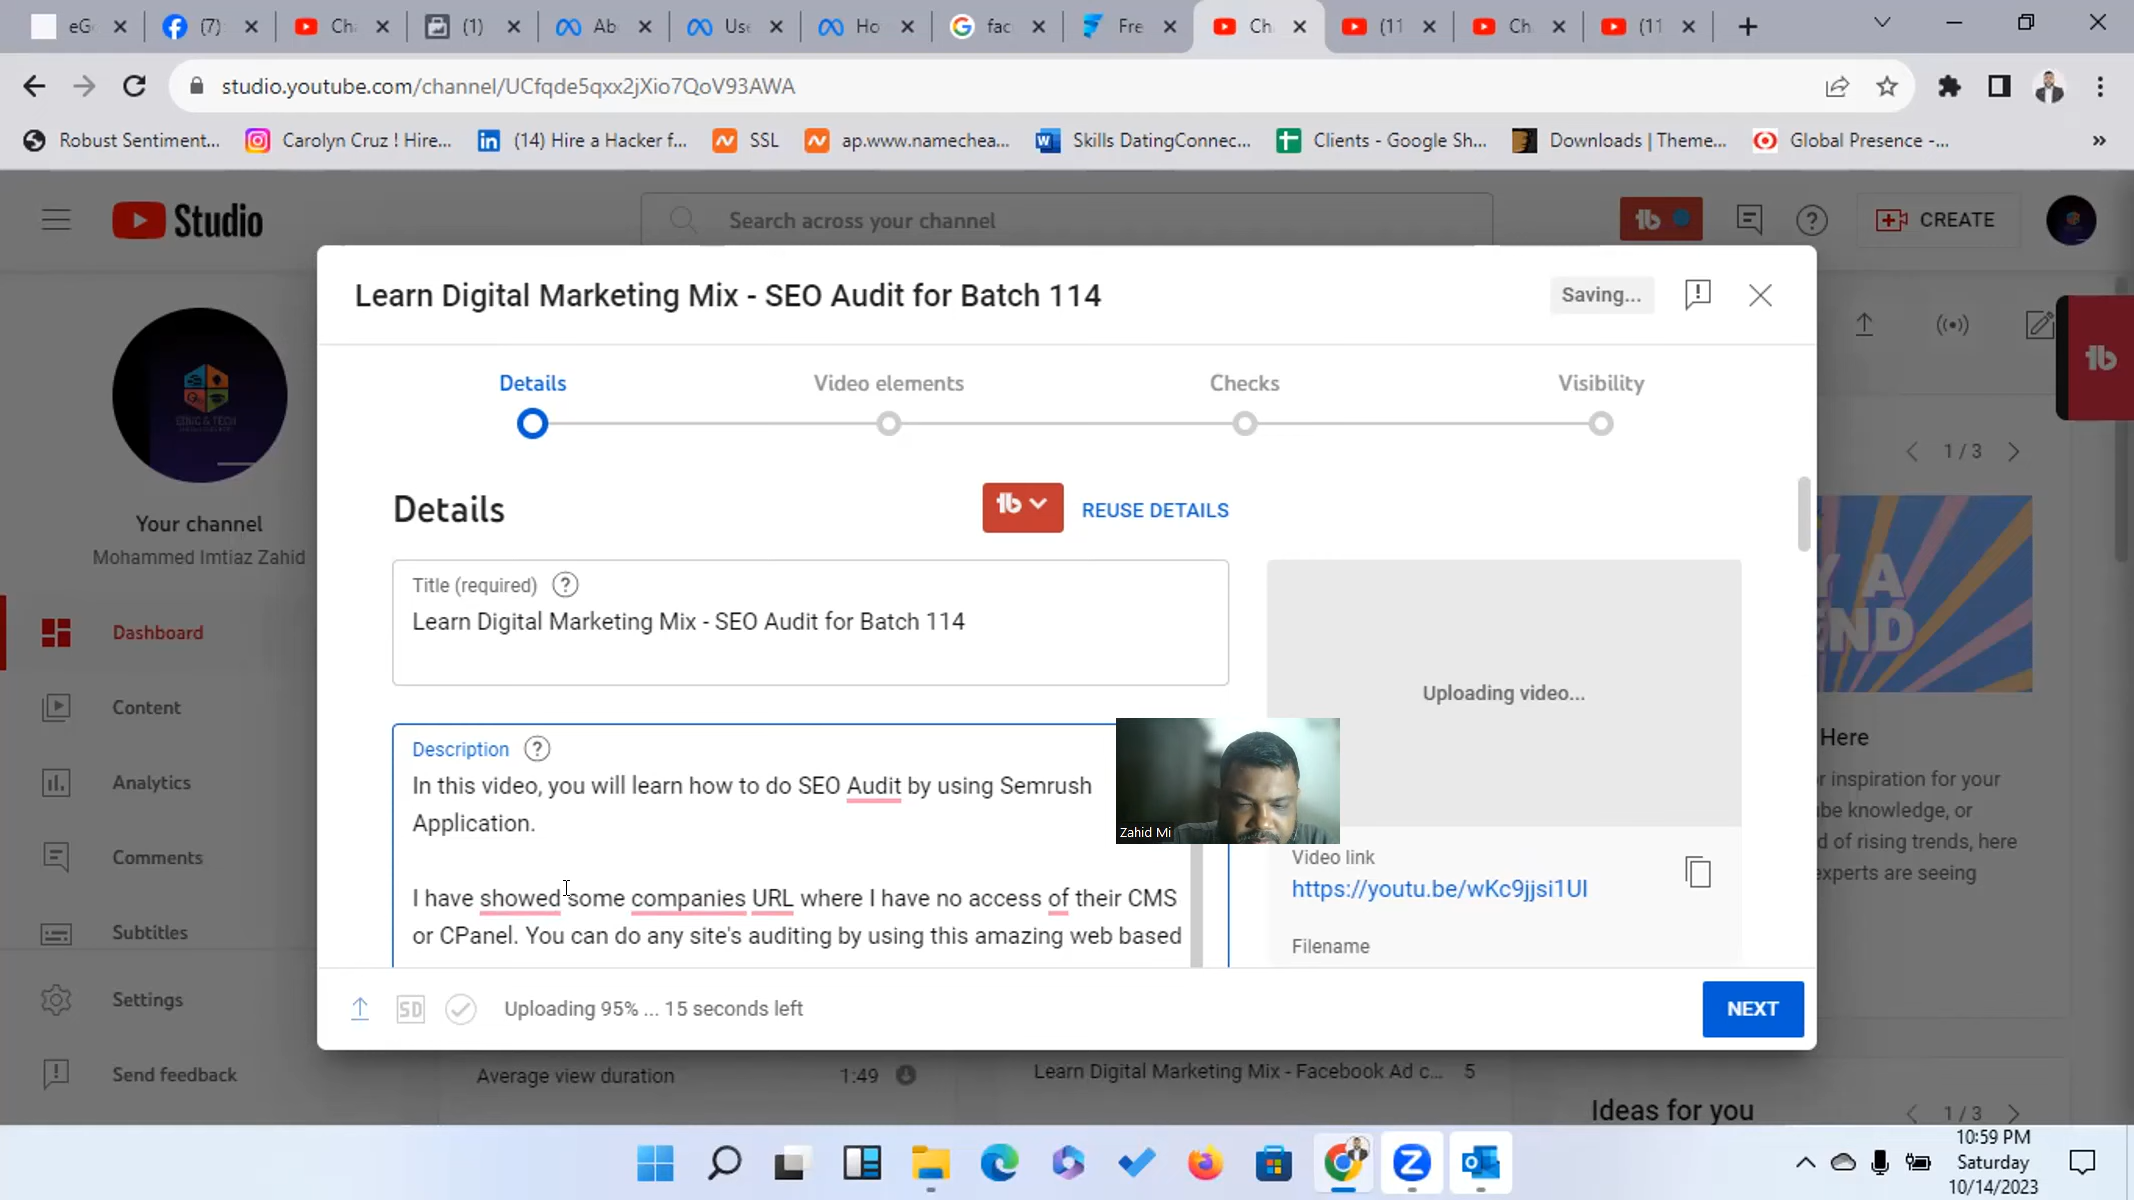 eG
(7)
Ch
(1)
Ab
Use
Ho
fac
Fre
Ch
(11
Ch
(11
studio.youtube.com/channel/UCfqde5qxx2jXio7QoV93AWA
Robust Sentiment...
Carolyn Cruz ! Hire...
(14) Hire a Hacker f...
SSL
ap.www.namechea...
Skills DatingConnec...
Clients - Google Sh...
Downloads | Theme...
Global Presence -...
Studio
Search across your channel
CREATE
Learn Digital Marketing Mix - SEO Audit for Batch 114
Saving...
Details
Video elements
Checks
Visibility
1 / 3
Your channel
Mohammed Imtiaz Zahid
Dashboard
Content
Analytics
Comments
Subtitles
Settings
Send feedback
Details
REUSE DETAILS
Title (required)
Learn Digital Marketing Mix - SEO Audit for Batch 114
Description
In this video, you will learn how to do SEO Audit by using Semrush
Application.
I have showed some companies URL where I have no access of their CMS
or CPanel. You can do any site's auditing by using this amazing web based
Uploading video...
Zahid Mi
Video link
https://youtu.be/wKc9jjsi1UI
Filename
Y A
END
Here
r inspiration for your
be knowledge, or
d of rising trends, here
experts are seeing
SD
Uploading 95% ... 15 seconds left
NEXT
Average view duration
1:49
Learn Digital Marketing Mix - Facebook Ad c...
5
Ideas for you
1 / 3
10:59 PM
Saturday
10/14/2023